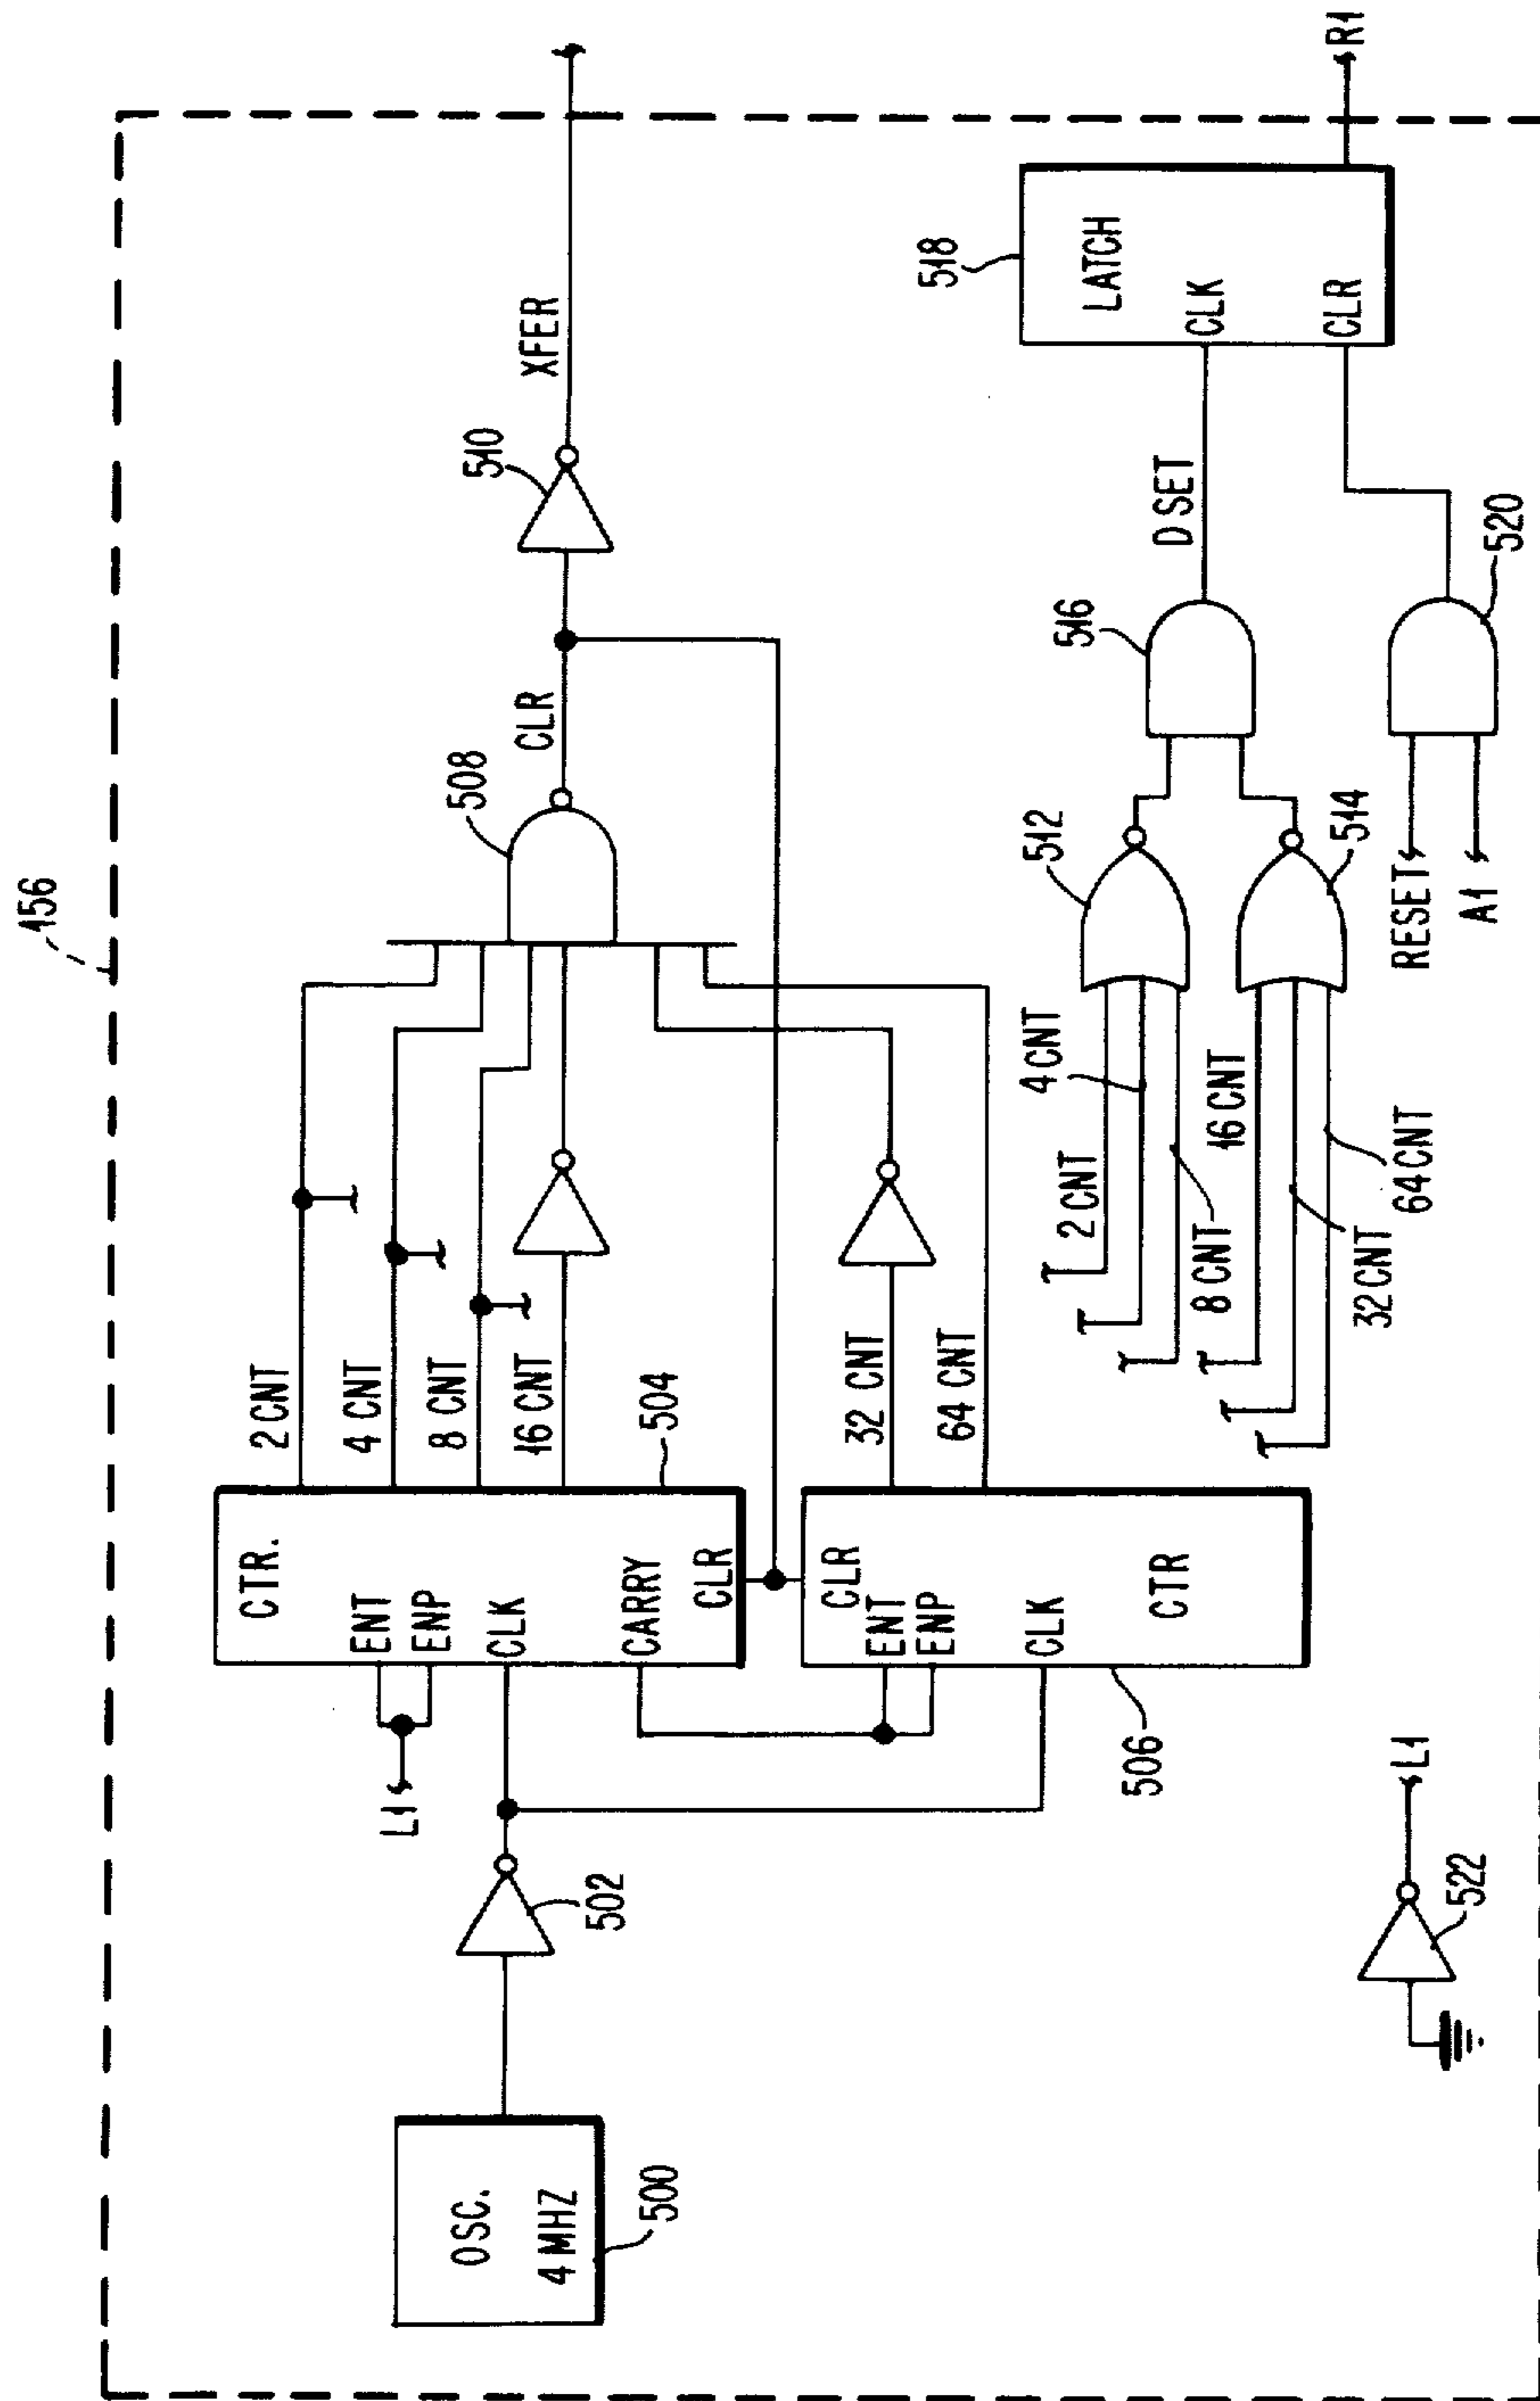 156
OSC.
4 MHZ
500
502
L1
CTR.
ENT
ENP
CLK
CARRY
CLR
504
2 CNT
4 CNT
8 CNT
16 CNT
CLR
ENT
ENP
CLK
CTR
506
32 CNT
64 CNT
508
CLR
510
XFER
522
L1
2 CNT
4 CNT
8 CNT
16 CNT
32 CNT
64 CNT
512
514
516
D SET
RESET
A1
520
518
LATCH
CLK
CLR
R1